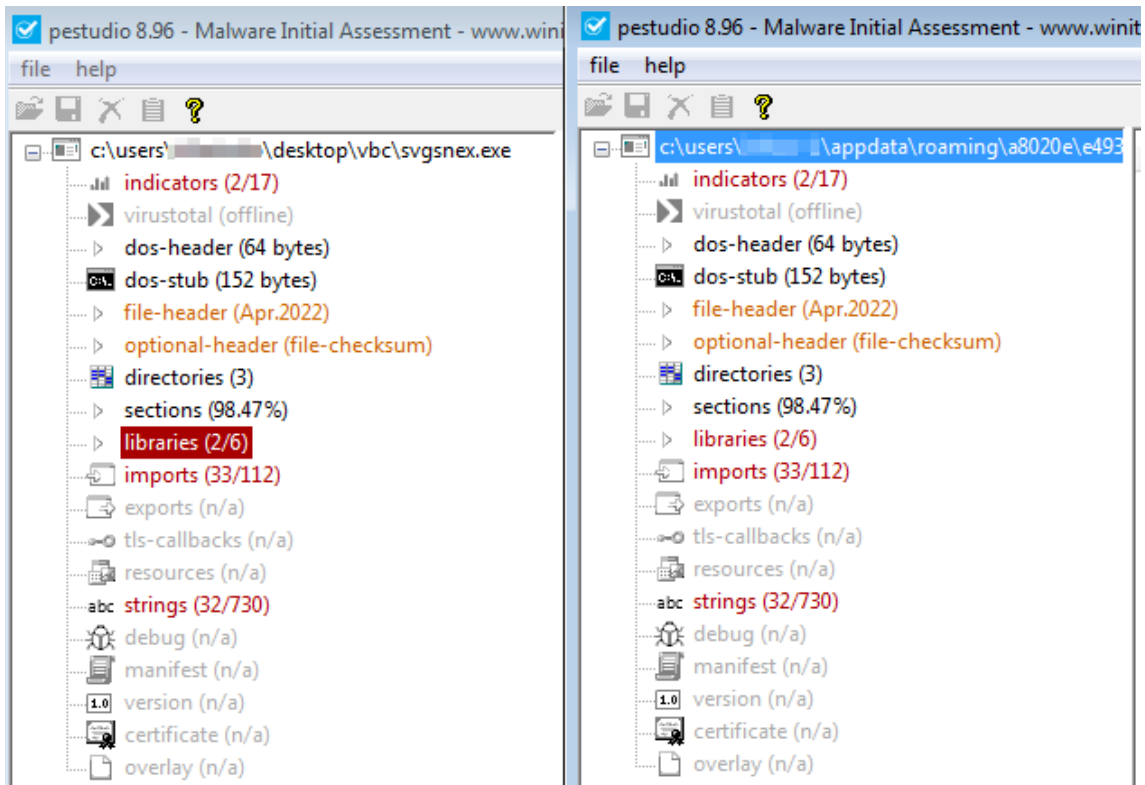 pestudio 8.96 - Malware Initial Assessment - www.wini
file help
c:\users\ \desktop\vbc\svgsnex.exe
indicators (2/17)
virustotal (offline)
dos-header (64 bytes)
dos-stub (152 bytes)
file-header (Apr.2022)
optional-header (file-checksum)
directories (3)
sections (98.47%)
libraries (2/6)
imports (33/112)
exports (n/a)
tls-callbacks (n/a)
resources (n/a)
abc strings (32/730)
debug (n/a)
manifest (n/a)
1.0 version (n/a)
certificate (n/a)
overlay (n/a)
pestudio 8.96 - Malware Initial Assessment - www.winit
file help
c:\users\ \appdata\roaming\a8020e\e493
indicators (2/17)
virustotal (offline)
dos-header (64 bytes)
dos-stub (152 bytes)
file-header (Apr.2022)
optional-header (file-checksum)
directories (3)
sections (98.47%)
libraries (2/6)
imports (33/112)
exports (n/a)
tls-callbacks (n/a)
resources (n/a)
abc strings (32/730)
debug (n/a)
manifest (n/a)
1.0 version (n/a)
certificate (n/a)
overlay (n/a)